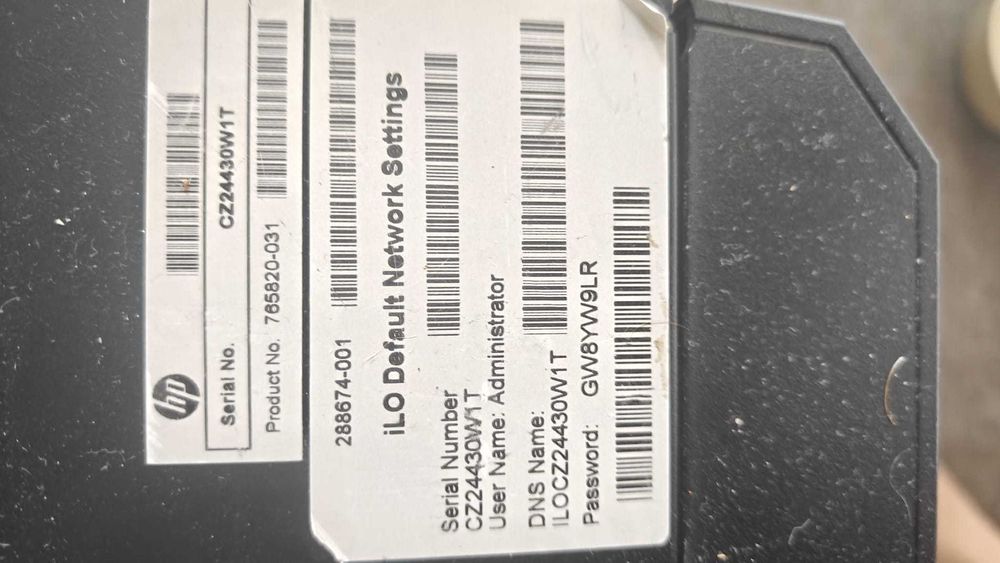 hp
Serial No. CZ24430W1T
Product No. 765820-031
288674-001
iLO Default Network Settings
Serial Number
CZ24430W1T
User Name: Administrator
DNS Name:
ILOCZ24430W1T
Password: GW8YW9LR